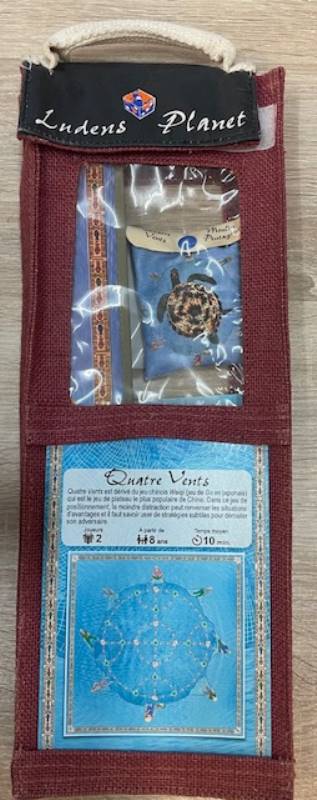 Ludens Planet
Quatre Vents
Quatre Vents
Quatre Vents est dérivé du jeu chinois Weiqi (jeu de Go en japonais)
qui est le jeu de plateau le plus populaire de Chine. Dans ce jeu de
positionnement, la moindre distraction peut renverser les situations
d'avantages et il faut savoir user de stratégies subtiles pour dérouter
son adversaire.
Joueurs
2
A partir de
8 ans
Temps moyen
10 min.